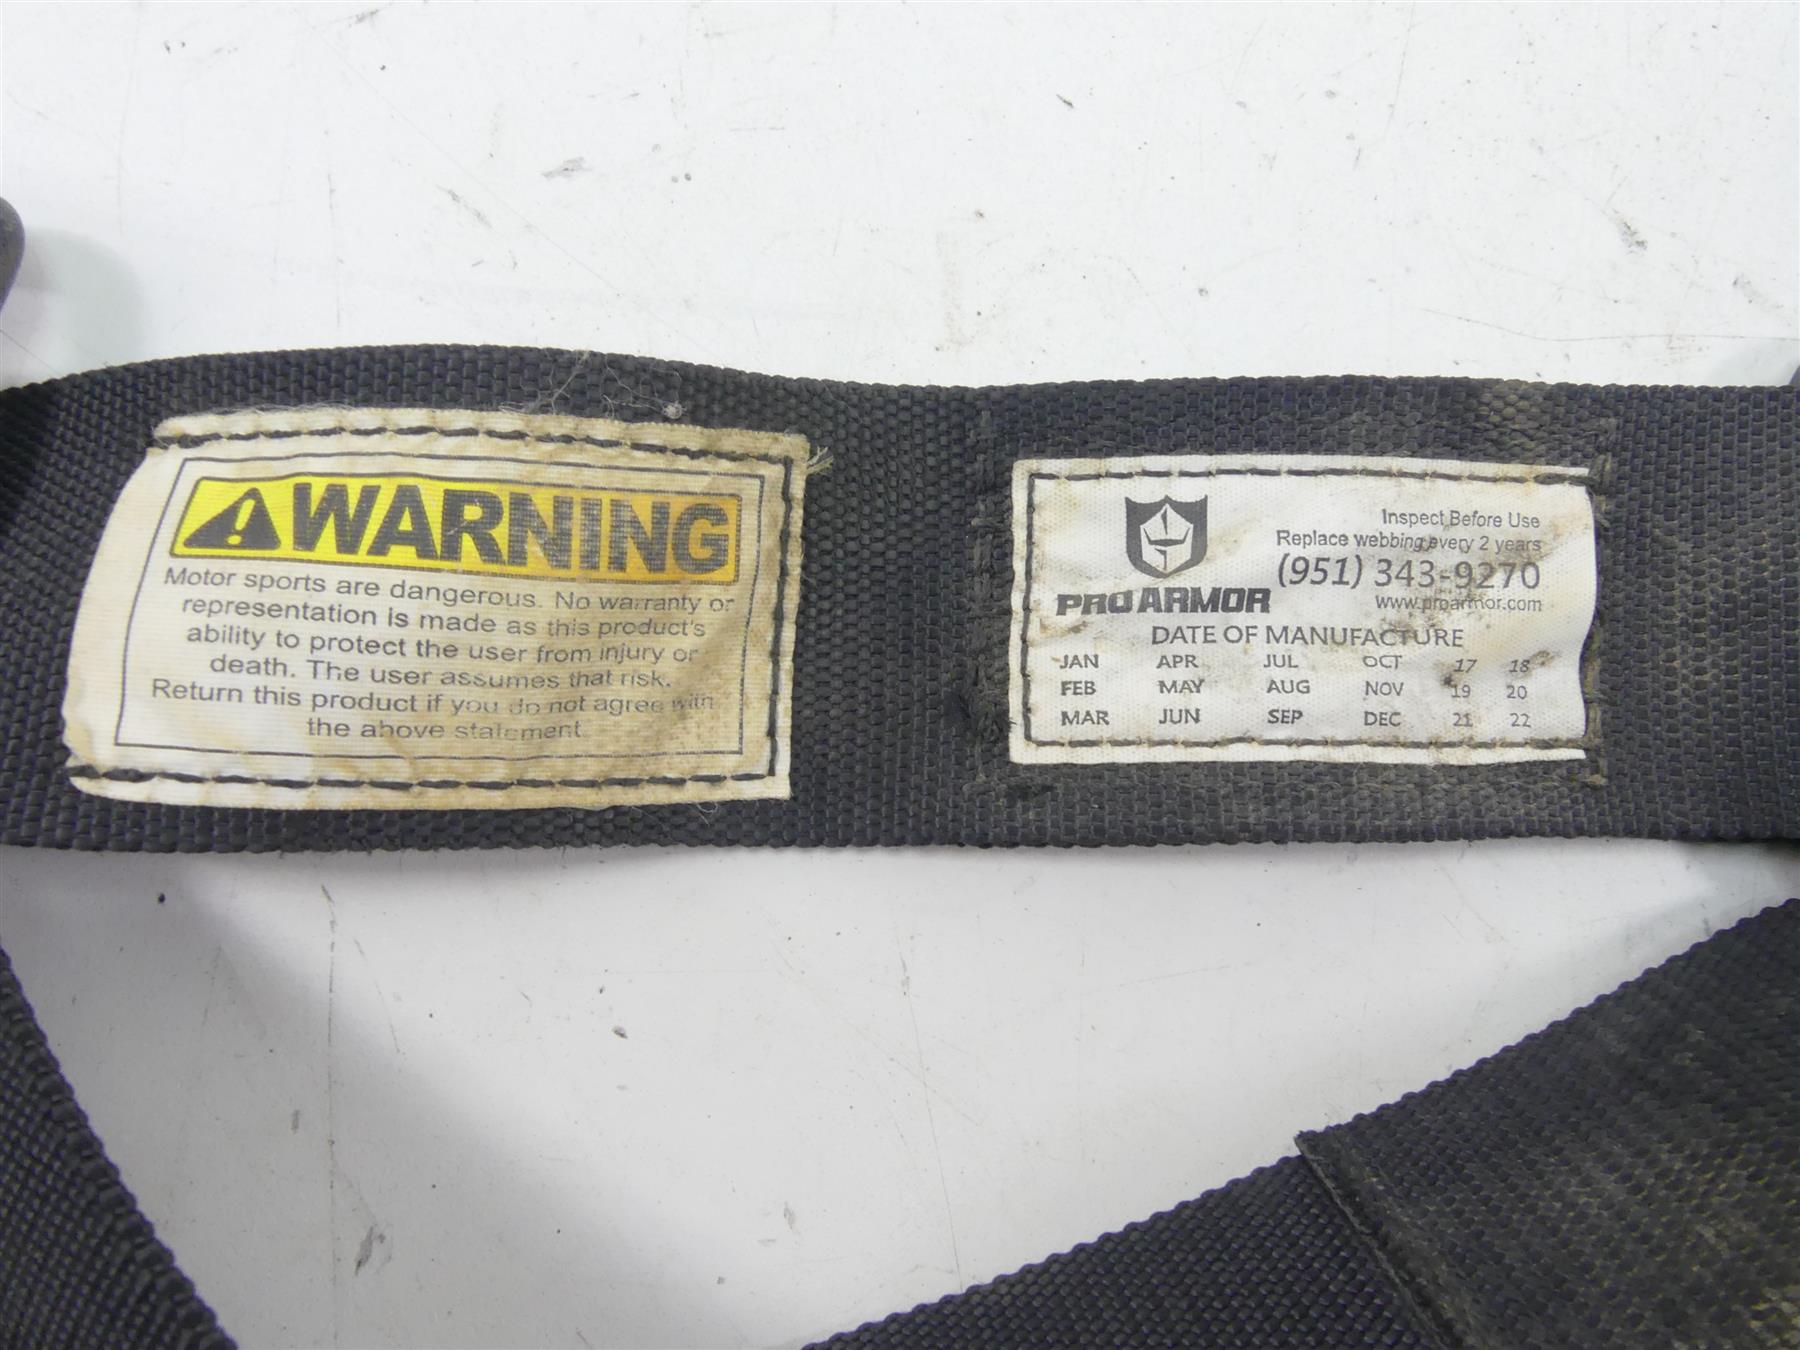 WARNING
Motor sports are dangerous. No warranty or
representation is made as this product's
ability to protect the user from injury or
death. The user assumes that risk.
Return this product if you do not agree with
the above statement.
Inspect Before Use
Replace webbing every 2 years
(951) 343-9270
www.proarmor.com
PRO ARMOR
DATE OF MANUFACTURE
JAN APR JUL OCT 17 18
FEB MAY AUG NOV 19 20
MAR JUN SEP DEC 21 22